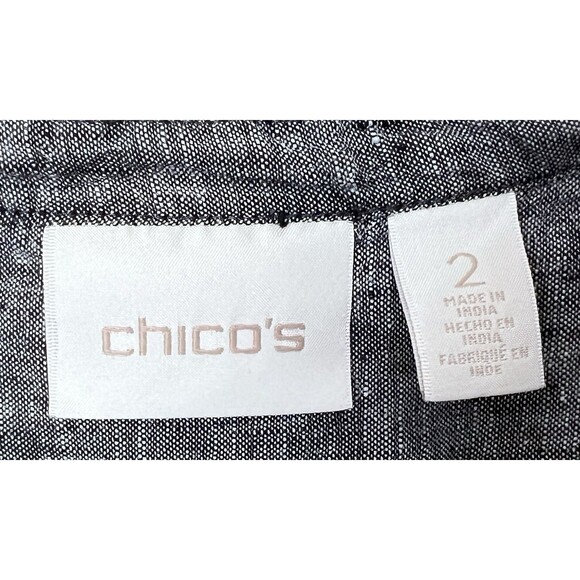 chico's
2
MADE IN
INDIA
HECHO EN
INDIA
FABRIQUÉ EN
INDE